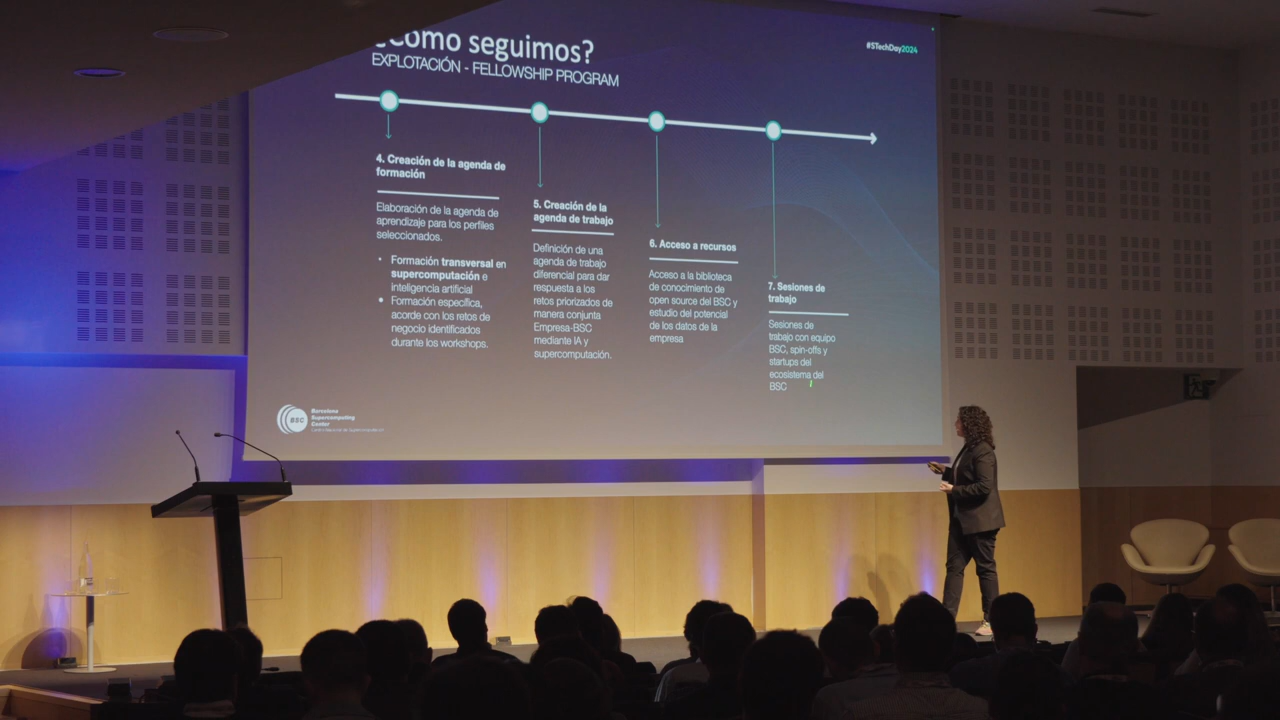 ¿Cómo seguimos?
EXPLOTACIÓN - FELLOWSHIP PROGRAM
#STechDay2024
4. Creación de la agenda de
formación
Elaboración de la agenda de
aprendizaje para los perfiles
seleccionados.
• Formación transversal en
supercomputación e
inteligencia artificial
• Formación específica,
acorde con los retos de
negocio identificados
durante los workshops.
5. Creación de la
agenda de trabajo
Definición de una
agenda de trabajo
diferencial para dar
respuesta a los
retos priorizados de
manera conjunta
Empresa-BSC
mediante IA y
supercomputación.
6. Acceso a recursos
Acceso a la biblioteca
de conocimiento de
open source del BSC y
estudio del potencial
de los datos de la
empresa
7. Sesiones de
trabajo
Sesiones de
trabajo con equipo
BSC, spin-offs y
startups del
ecosistema del
BSC
BSC
Barcelona
Supercomputing
Center
Centro Nacional de Supercomputación